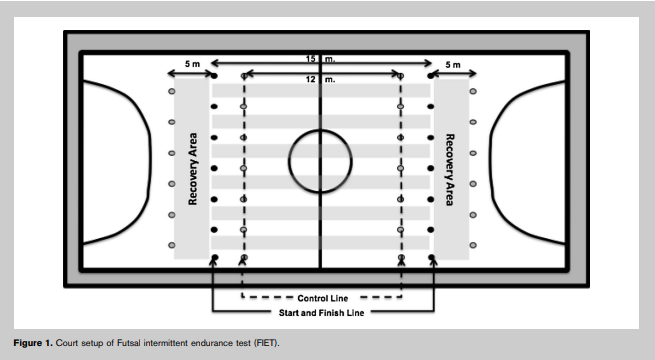 5 m
15 m.
5 m
12 m.
Recovery Area
Recovery Area
Control Line
Start and Finish Line
Figure 1. Court setup of Futsal intermittent endurance test (FIET).